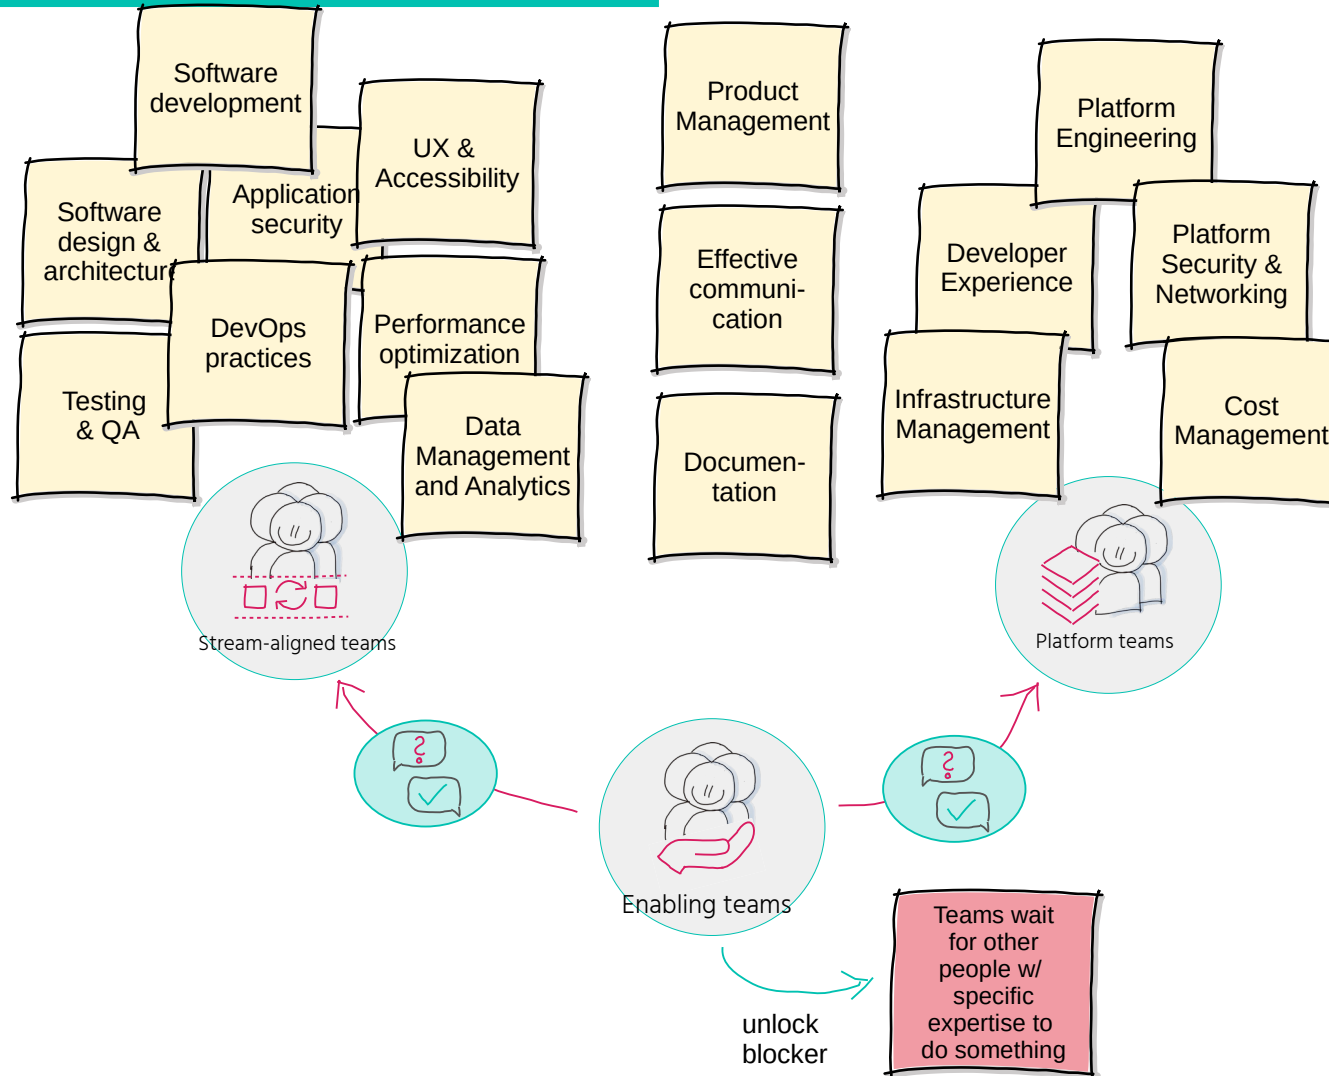 Software
development
UX &
Accessibility
Application
security
Software
design &
architecture
DevOps
practices
Performance
optimization
Testing
& QA
Data
Management
and Analytics
Product
Management
Effective
communi-
cation
Documen-
tation
Platform
Engineering
Developer
Experience
Platform
Security &
Networking
Infrastructure
Management
Cost
Management
Stream-aligned teams
Platform teams
?
?
Enabling teams
unlock
blocker
Teams wait
for other
people w/
specific
expertise to
do something